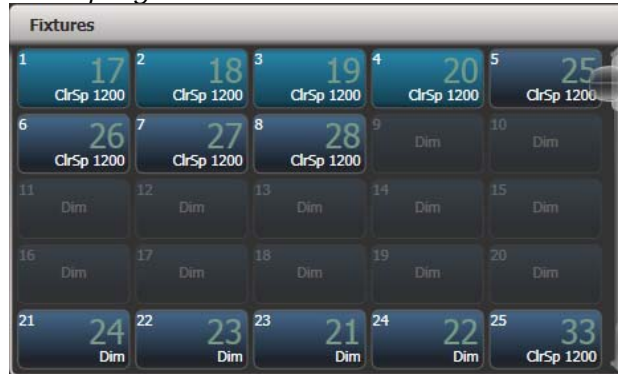 Fixtures
1 17 2 18 3 19 4 20 5 25
ClrSp 1200 ClrSp 1200 ClrSp 1200 ClrSp 1200 ClrSp 1200
6 26 7 27 8 28 9 10
ClrSp 1200 ClrSp 1200 ClrSp 1200 Dim Dim
11 12 13 14 15
Dim Dim Dim Dim Dim
16 17 18 19 20
Dim Dim Dim Dim Dim
21 24 22 23 23 21 24 22 25 33
Dim Dim Dim Dim ClrSp 1200